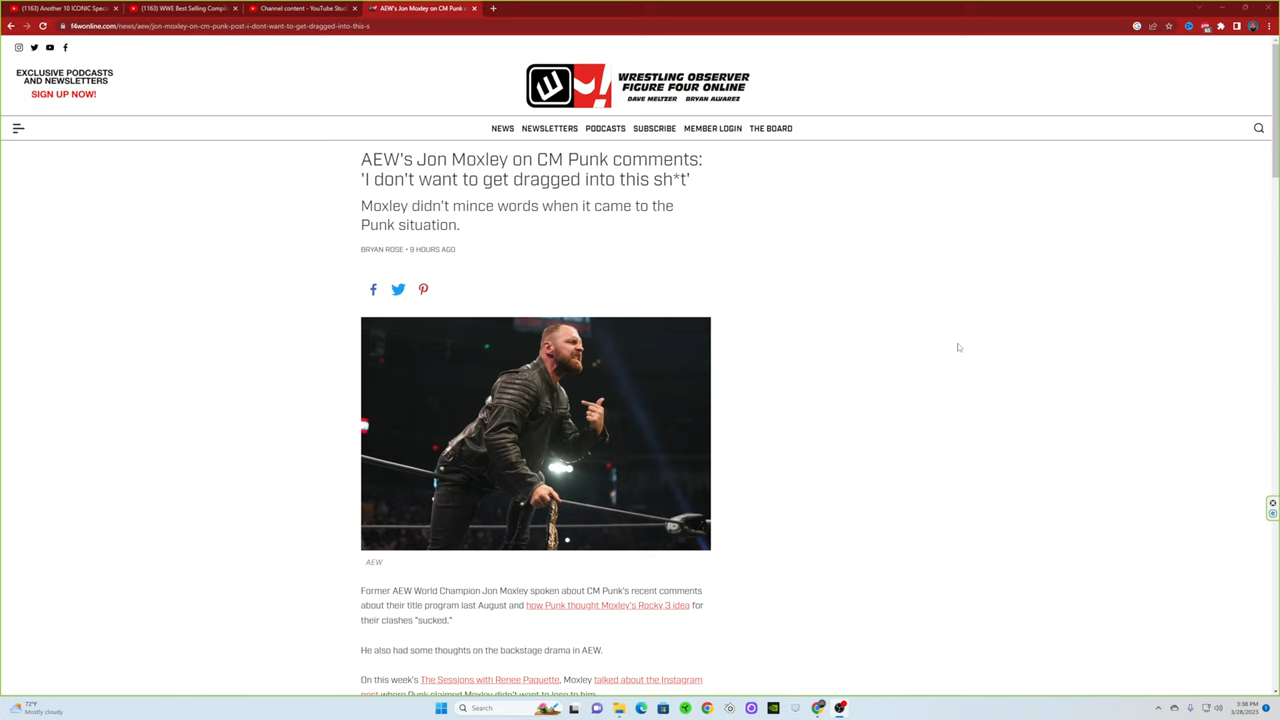 (1163) Another 10 ICONIC Speci
(1163) WWE Best Selling Compil
Channel content - YouTube Stud
AEW's Jon Moxley on CM Punk c
f4wonline.com/news/aew/jon-moxley-on-cm-punk-post-i-dont-want-to-get-dragged-into-this-s
EXCLUSIVE PODCASTS
AND NEWSLETTERS
SIGN UP NOW!
WRESTLING OBSERVER
FIGURE FOUR ONLINE
DAVE MELTZER BRYAN ALVAREZ
NEWS NEWSLETTERS PODCASTS SUBSCRIBE MEMBER LOGIN THE BOARD
AEW's Jon Moxley on CM Punk comments:
'I don't want to get dragged into this sh*t'
Moxley didn't mince words when it came to the
Punk situation.
BRYAN ROSE • 9 HOURS AGO
AEW
Former AEW World Champion Jon Moxley spoken about CM Punk's recent comments
about their title program last August and how Punk thought Moxley's Rocky 3 idea for
their clashes "sucked."
He also had some thoughts on the backstage drama in AEW.
On this week's The Sessions with Renee Paquette, Moxley talked about the Instagram
post where Punk claimed Moxley didn't want to lose to him.
72°F
Mostly cloudy
Search
3:38 PM
3/28/2023